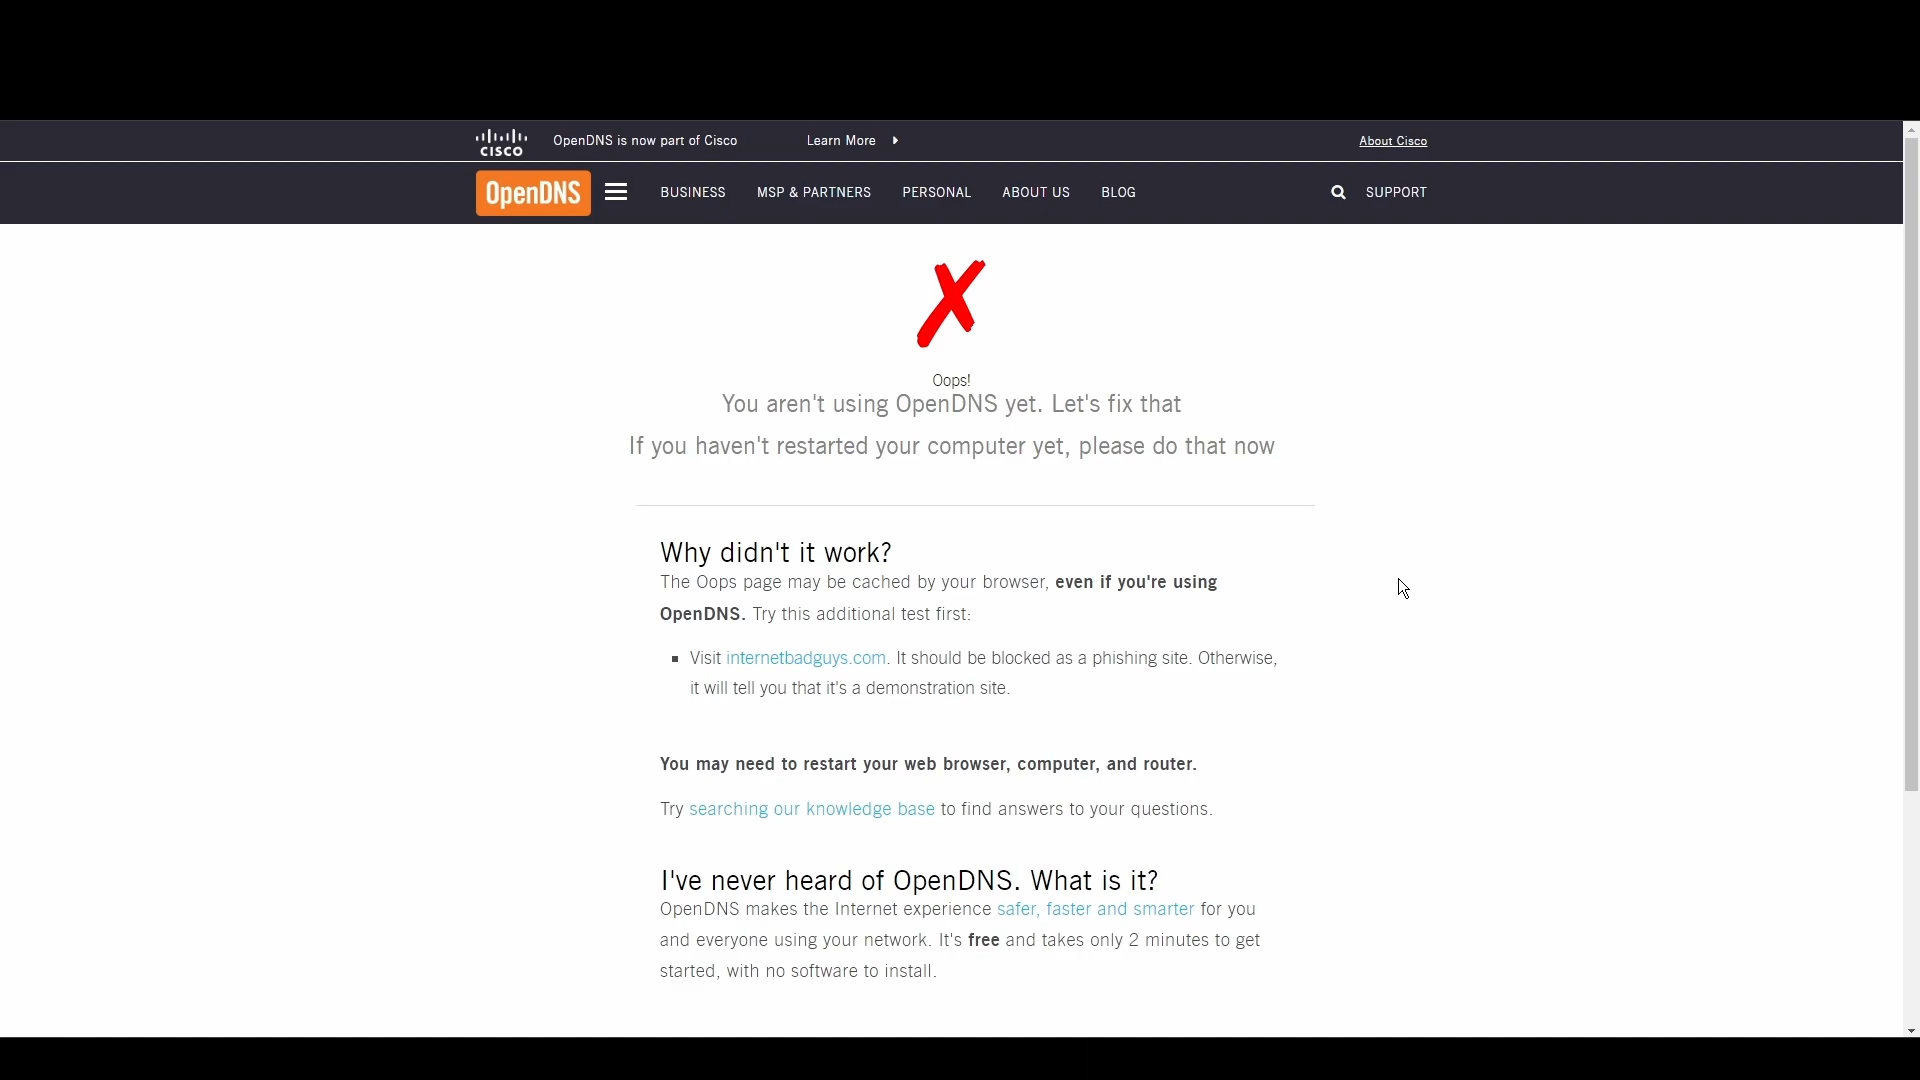 CISCO
OpenDNS is now part of Cisco
Learn More
About Cisco
OpenDNS
BUSINESS
MSP & PARTNERS
PERSONAL
ABOUT US
BLOG
SUPPORT
Oops!
You aren't using OpenDNS yet. Let's fix that
If you haven't restarted your computer yet, please do that now
Why didn't it work?
The Oops page may be cached by your browser, even if you're using
OpenDNS. Try this additional test first:
Visit internetbadguys.com. It should be blocked as a phishing site. Otherwise,
it will tell you that it's a demonstration site.
You may need to restart your web browser, computer, and router.
Try searching our knowledge base to find answers to your questions.
I've never heard of OpenDNS. What is it?
OpenDNS makes the Internet experience safer, faster and smarter for you
and everyone using your network. It's free and takes only 2 minutes to get
started, with no software to install.